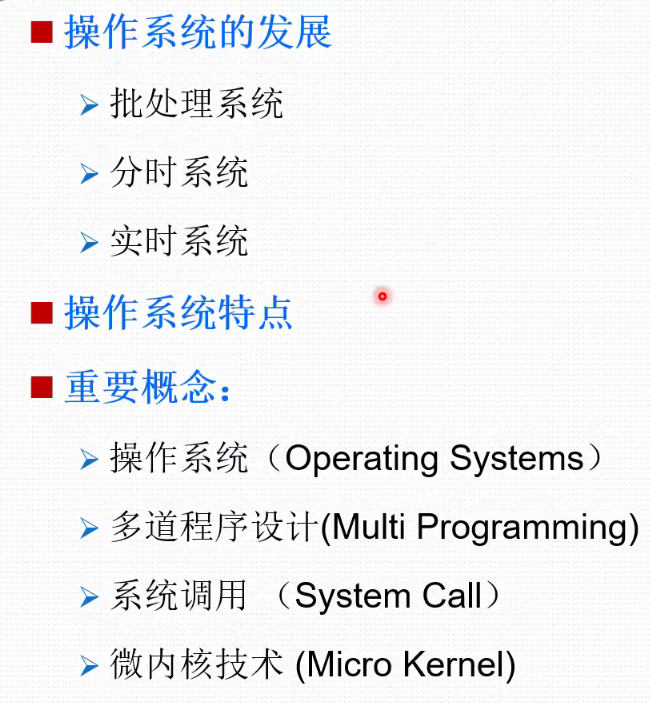 操作系统的发展
批处理系统
分时系统
实时系统
操作系统特点
重要概念：
操作系统（Operating Systems）
多道程序设计(Multi Programming)
系统调用 （System Call）
微内核技术 (Micro Kernel)